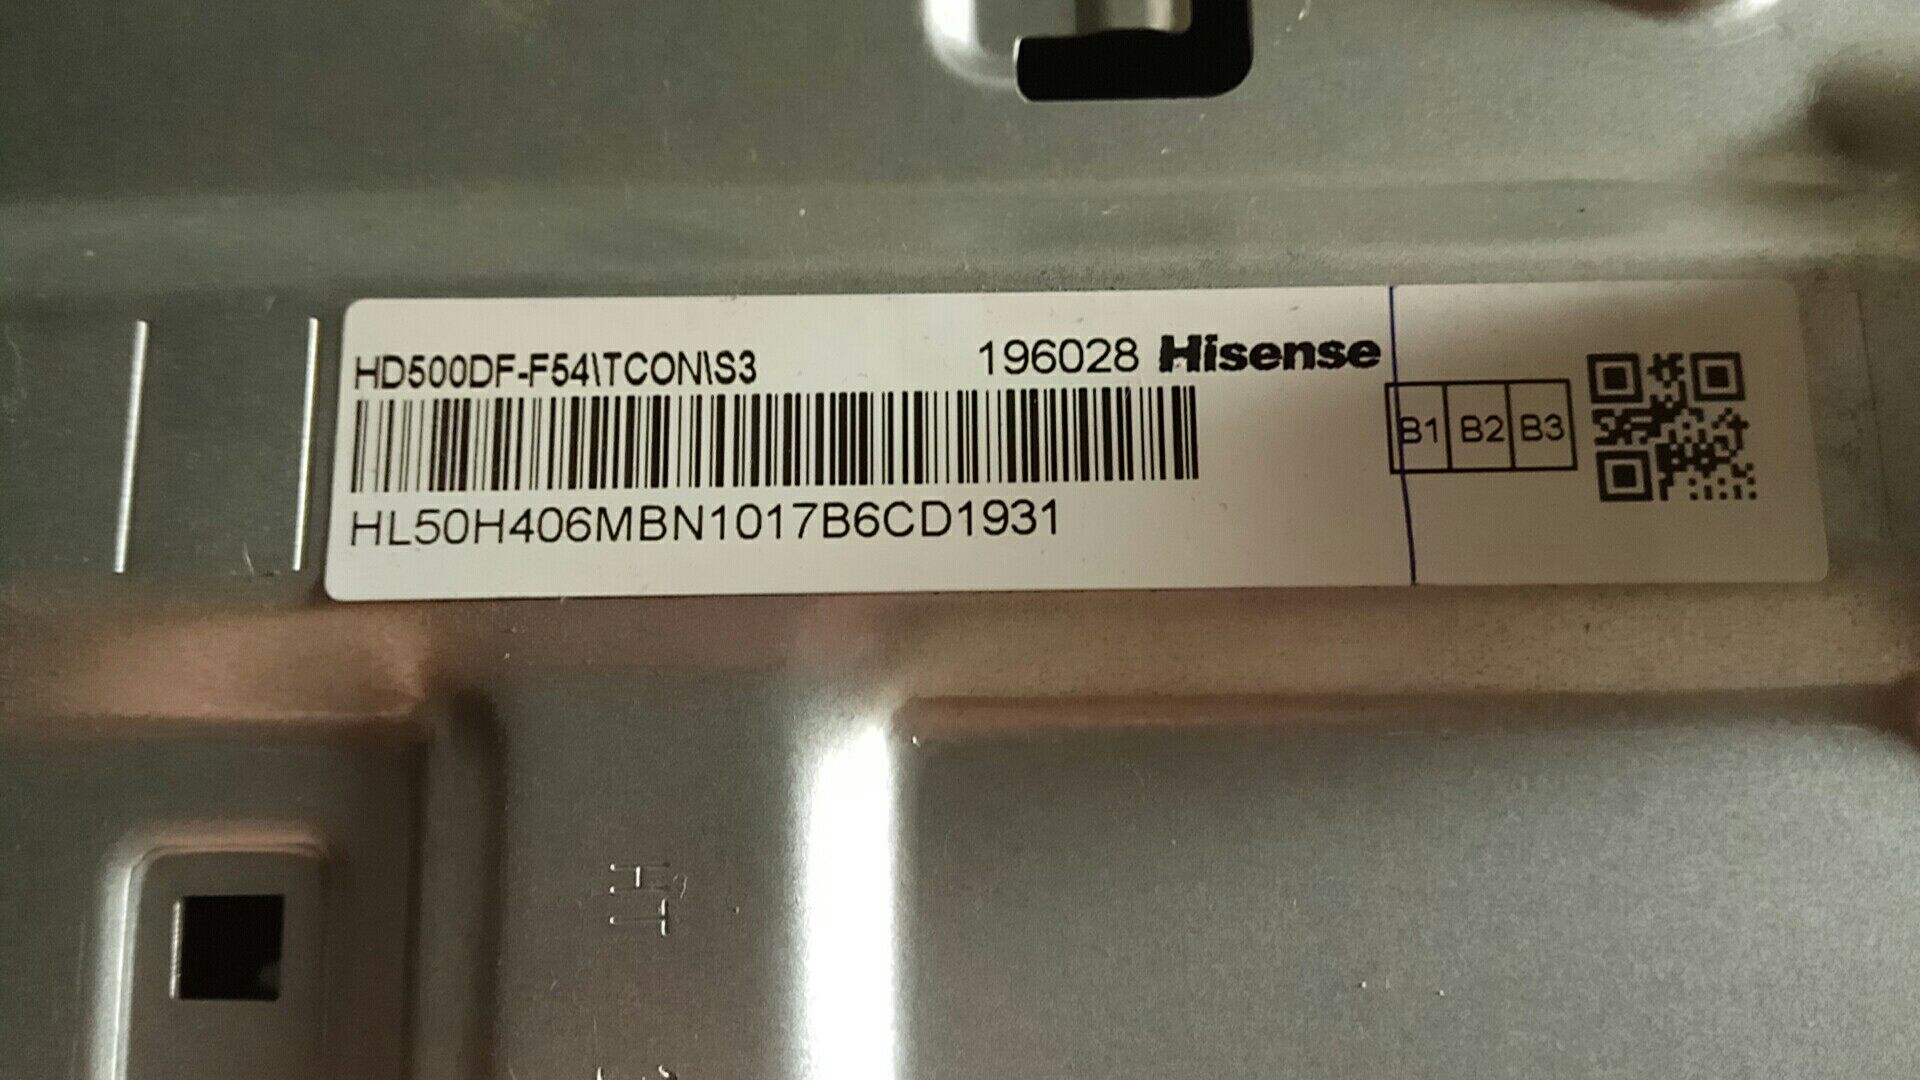 HD500DF-F54\TCON\S3
196028 Hisense
B1 B2 B3
HL50H406MBN1017B6CD1931